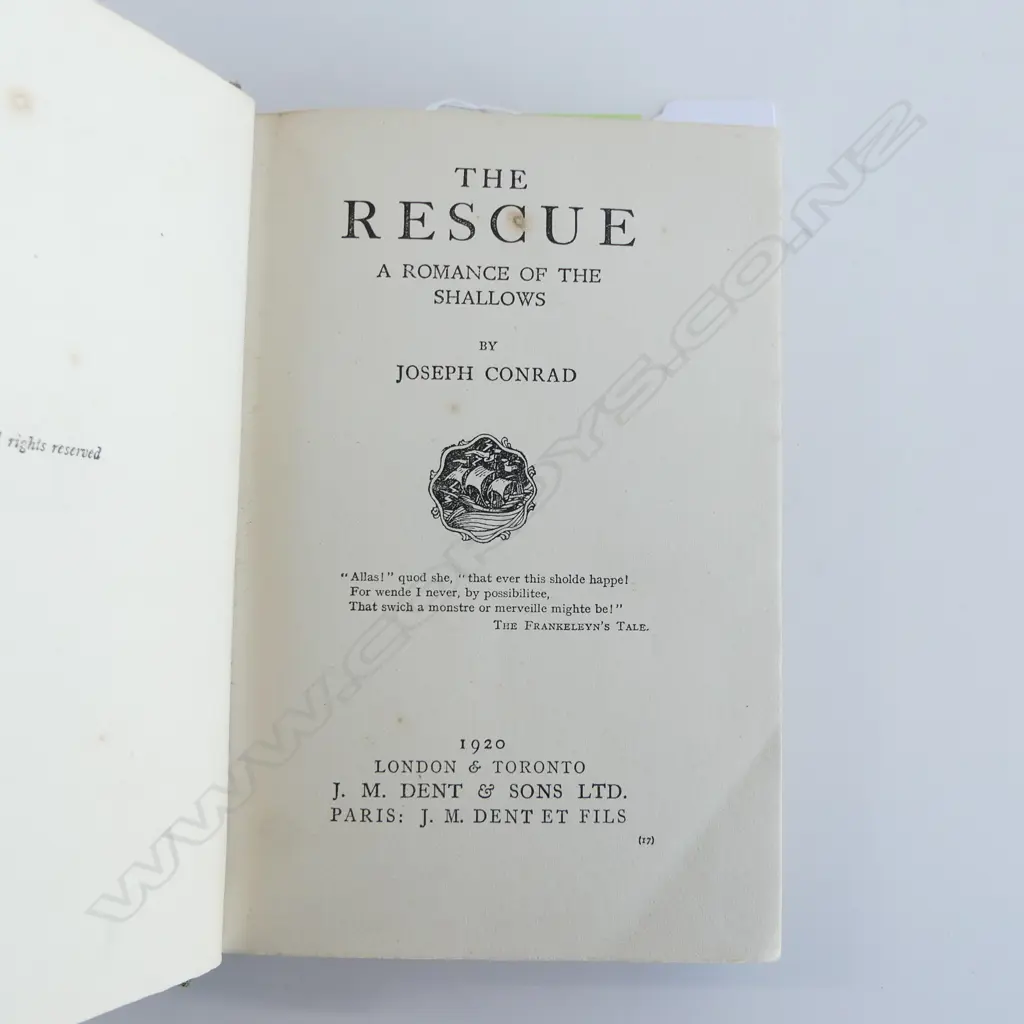 rights reserved
THE
RESCUE
A ROMANCE OF THE
SHALLOWS
BY
JOSEPH CONRAD
"Allas!" quod she, "that ever this sholde happe!
For wende I never, by possibilitee,
That swich a monstre or merveille mighte be!"
THE FRANKELEYN'S TALE.
1920
LONDON & TORONTO
J. M. DENT & SONS LTD.
PARIS: J. M. DENT ET FILS
(17)